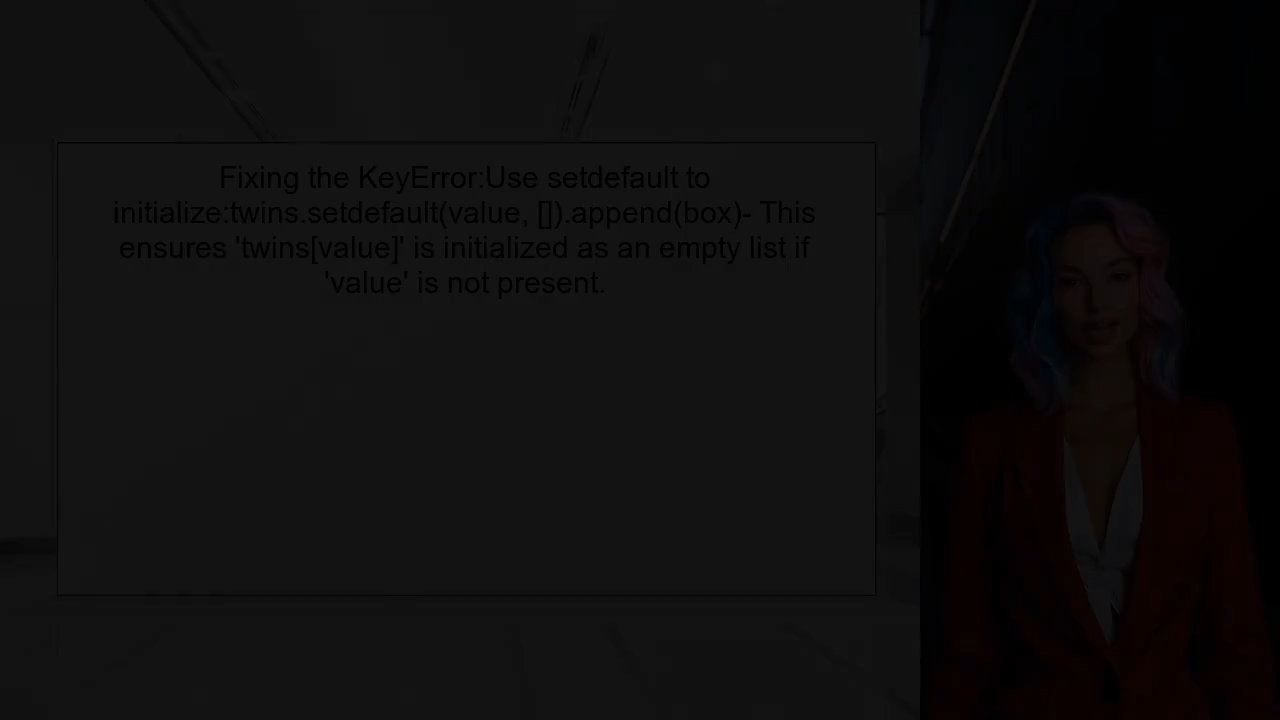 Fixing the KeyError:Use setdefault to
initialize:twins.setdefault(value, []).append(box)- This
ensures 'twins[value]' is initialized as an empty list if
'value' is not present.